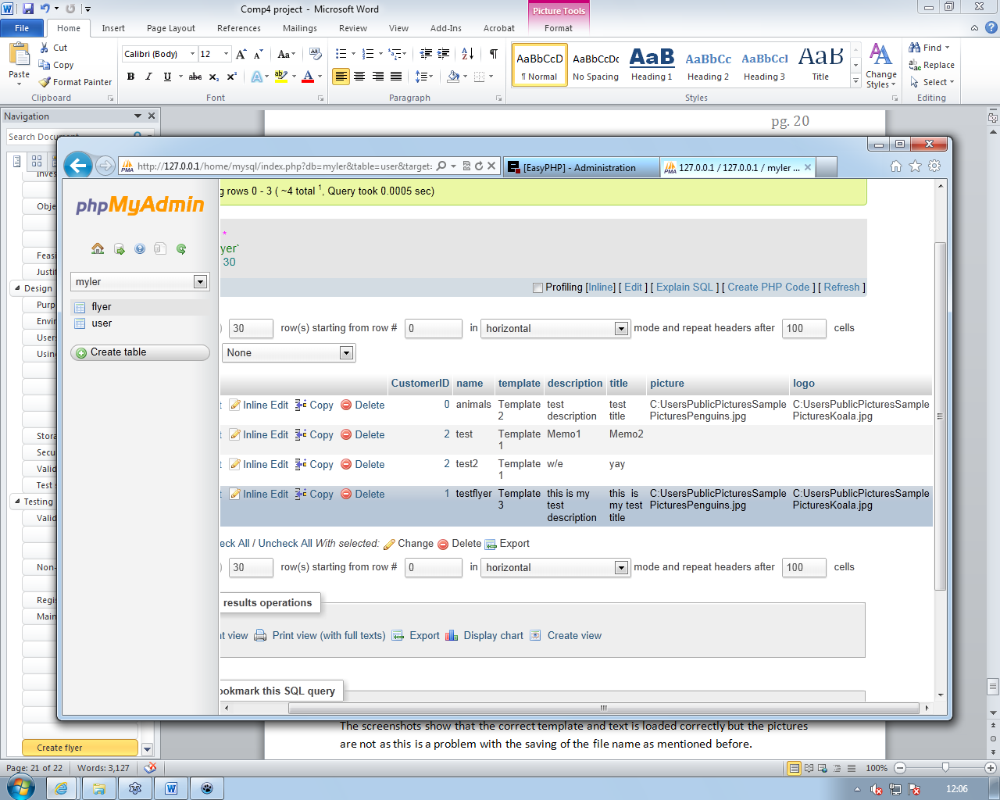 Comp4 project - Microsoft Word
Picture Tools
File Home Insert Page Layout References Mailings Review View Add-Ins Acrobat Format
Paste
Cut
Copy
Format Painter
Clipboard
Calibri (Body) 12
Font
Paragraph
AaBbCcD AaBbCcDc AaB AaBbCc AaBbCcI AaB
¶ Normal No Spacing Heading 1 Heading 2 Heading 3 Title
Change Styles
Styles
Find
Replace
Select
Editing
Navigation
Search Docum
pg. 20
http://127.0.0.1/home/mysql/index.php?db=myler&table=user&target=
[EasyPHP] - Administration
127.0.0.1 / 127.0.0.1 / myler ...
Obje
Feas
Justi
Design
Purp
Envi
Users
Usin
Stora
Secu
Valid
Test s
Testing
Valid
Non-
Regi
Main
Create flyer
phpMyAdmin
myler
flyer
user
Create table
g rows 0 - 3 ( ~4 total 1, Query took 0.0005 sec)
*
yer`
30
Profiling [Inline] [ Edit ] [ Explain SQL ] [ Create PHP Code ] [ Refresh ]
) 30 row(s) starting from row # 0 in horizontal mode and repeat headers after 100 cells
None
CustomerID name template description title picture logo
t Inline Edit Copy Delete 0 animals Template 2 test description test title C:UsersPublicPicturesSample PicturesPenguins.jpg C:UsersPublicPicturesSample PicturesKoala.jpg
t Inline Edit Copy Delete 2 test Template 1 Memo1 Memo2
t Inline Edit Copy Delete 2 test2 Template 1 w/e yay
t Inline Edit Copy Delete 1 testflyer Template 3 this is my test description this is my test title C:UsersPublicPicturesSample PicturesPenguins.jpg C:UsersPublicPicturesSample PicturesKoala.jpg
eck All / Uncheck All With selected: Change Delete Export
) 30 row(s) starting from row # 0 in horizontal mode and repeat headers after 100 cells
results operations
nt view Print view (with full texts) Export Display chart Create view
ookmark this SQL query
The screenshots show that the correct template and text is loaded correctly but the pictures
are not as this is a problem with the saving of the file name as mentioned before.
Page: 21 of 22 Words: 3,127
100%
12:06